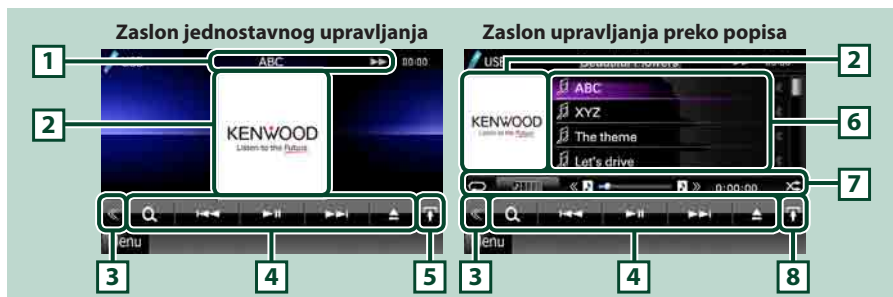 Zaslon jednostavnog upravljanja
Zaslon upravljanja preko popisa
1
2
3
4
5
USB
ABC
00:00
KENWOOD
Listen to the Future
Menu
2
6
7
3
4
8
USB
Beautiful Flowers
KENWOOD
Listen to the Future
ABC
XYZ
The theme
Let's drive
0:00:00
Menu